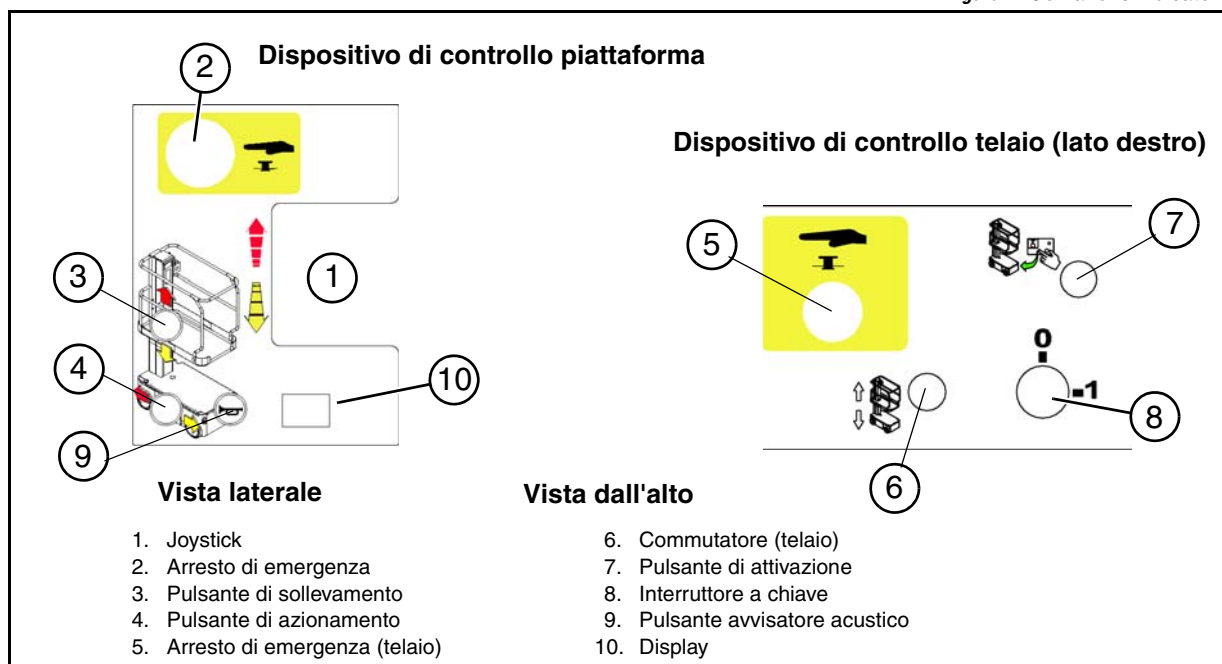 Dispositivo di controllo piattaforma
2
Dispositivo di controllo telaio (lato destro)
7
5
3
1
0
4
10
-1
8
9
6
Vista laterale
Vista dall'alto
1. Joystick
2. Arresto di emergenza
3. Pulsante di sollevamento
4. Pulsante di azionamento
5. Arresto di emergenza (telaio)
6. Commutatore (telaio)
7. Pulsante di attivazione
8. Interruttore a chiave
9. Pulsante avvisatore acustico
10. Display